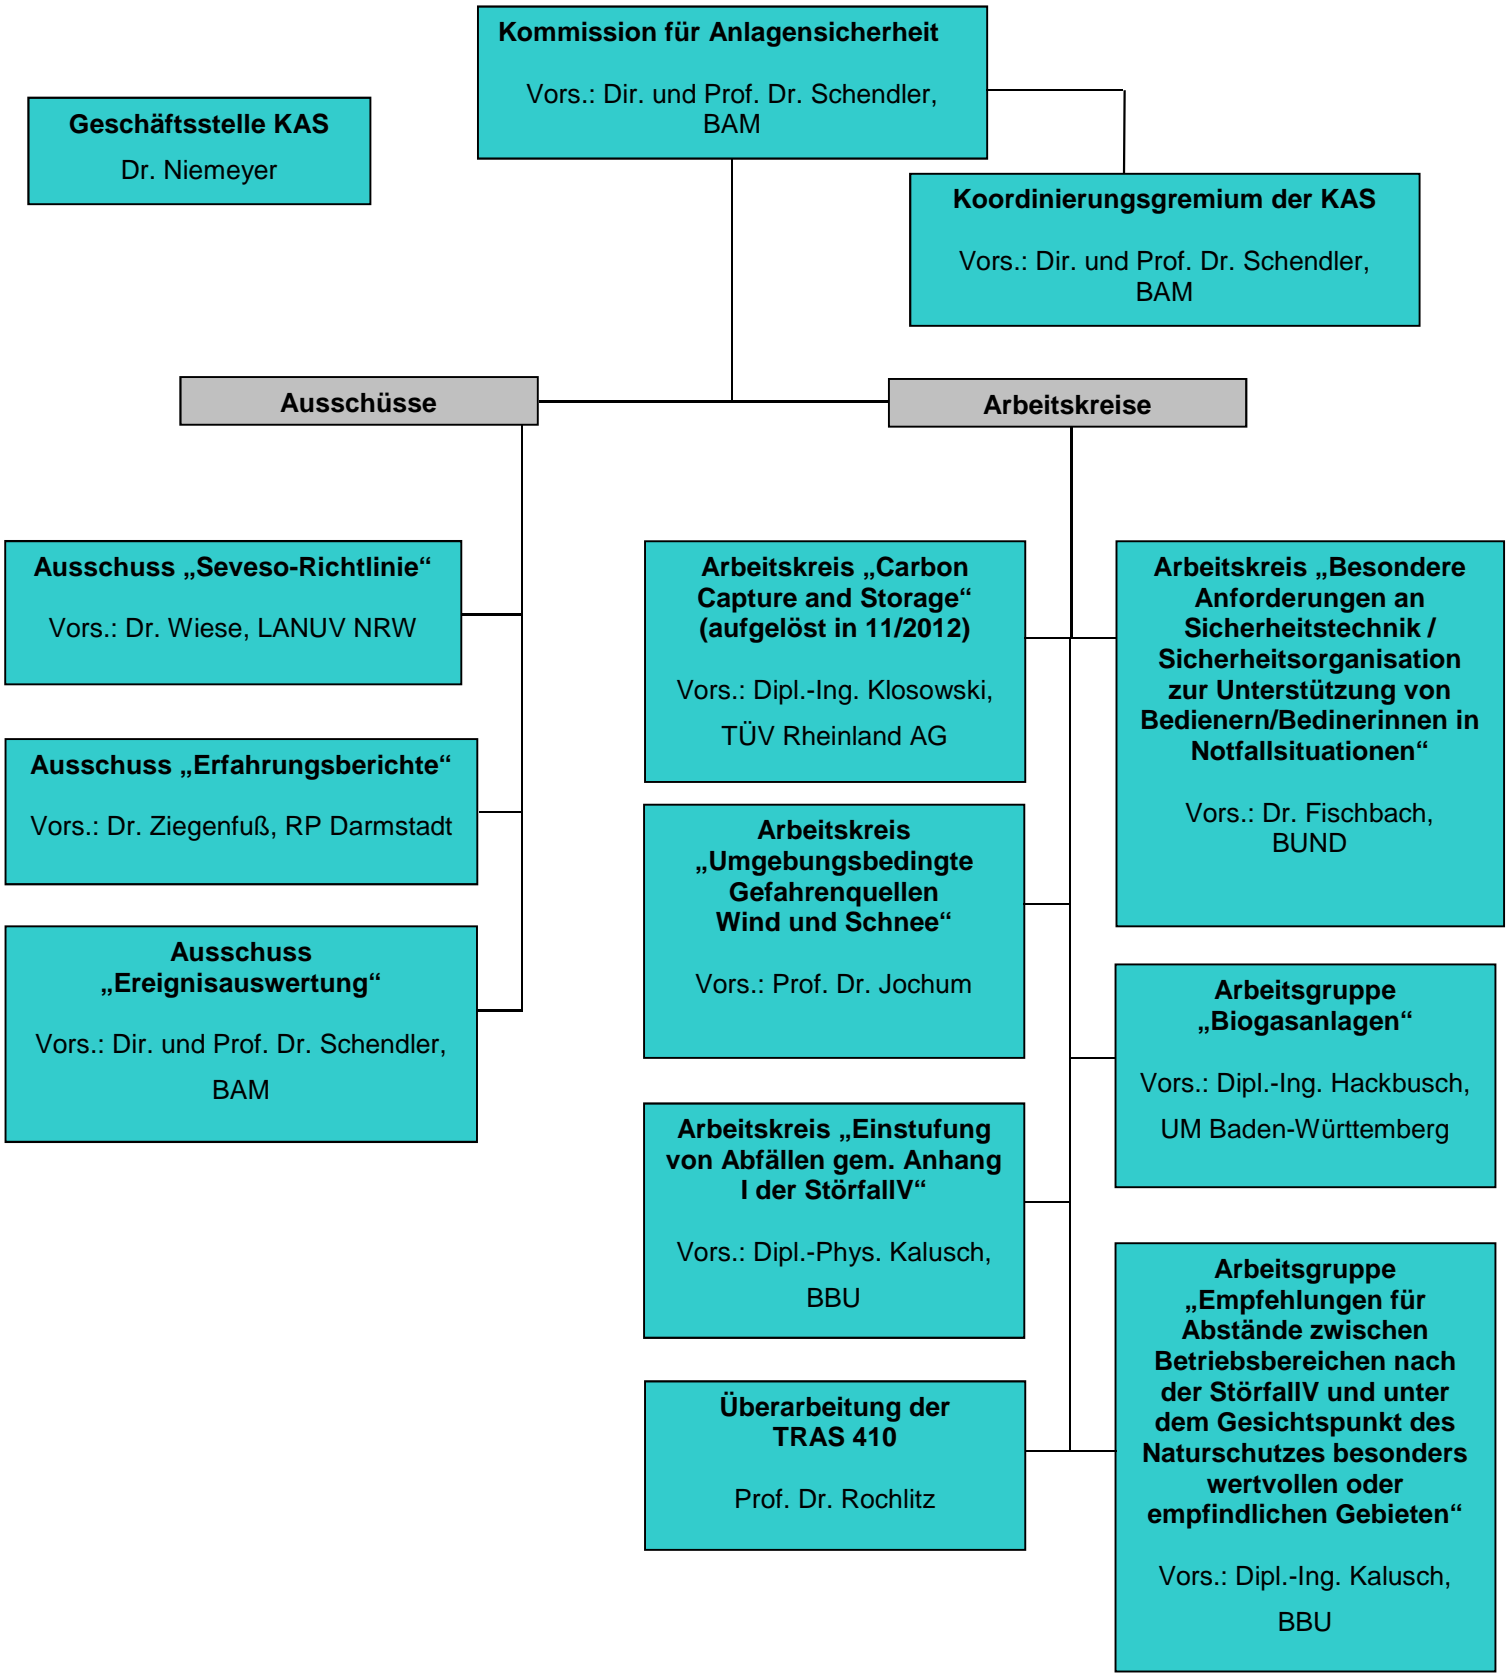 Kommission für Anlagensicherheit
Vors.: Dir. und Prof. Dr. Schendler,
BAM
Geschäftsstelle KAS
Dr. Niemeyer
Koordinierungsgremium der KAS
Vors.: Dir. und Prof. Dr. Schendler,
BAM
Ausschüsse
Arbeitskreise
Ausschuss „Seveso-Richtlinie“
Vors.: Dr. Wiese, LANUV NRW
Ausschuss „Erfahrungsberichte“
Vors.: Dr. Ziegenfuß, RP Darmstadt
Ausschuss
„Ereignisauswertung“
Vors.: Dir. und Prof. Dr. Schendler,
BAM
Arbeitskreis „Carbon
Capture and Storage“
(aufgelöst in 11/2012)
Vors.: Dipl.-Ing. Klosowski,
TÜV Rheinland AG
Arbeitskreis
„Umgebungsbedingte
Gefahrenquellen
Wind und Schnee“
Vors.: Prof. Dr. Jochum
Arbeitskreis „Einstufung
von Abfällen gem. Anhang
I der StörfallV“
Vors.: Dipl.-Phys. Kalusch,
BBU
Überarbeitung der
TRAS 410
Prof. Dr. Rochlitz
Arbeitskreis „Besondere
Anforderungen an
Sicherheitstechnik /
Sicherheitsorganisation
zur Unterstützung von
Bedienern/Bedinerinnen in
Notfallsituationen“
Vors.: Dr. Fischbach,
BUND
Arbeitsgruppe
„Biogasanlagen“
Vors.: Dipl.-Ing. Hackbusch,
UM Baden-Württemberg
Arbeitsgruppe
„Empfehlungen für
Abstände zwischen
Betriebsbereichen nach
der StörfallV und unter
dem Gesichtspunkt des
Naturschutzes besonders
wertvollen oder
empfindlichen Gebieten“
Vors.: Dipl.-Ing. Kalusch,
BBU